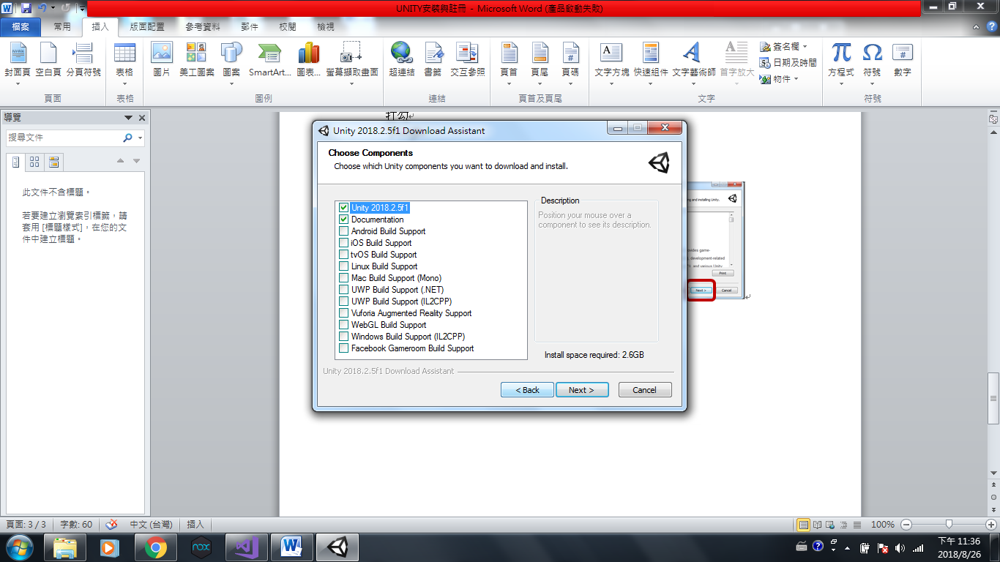 UNITY安裝與註冊 - Microsoft Word (產品啟動失敗)
檔案 常用 插入 版面配置 參考資料 郵件 校閱 檢視
封面頁 空白頁 分頁符號 表格 圖片 美工圖案 圖案 SmartArt... 圖表... 螢幕擷取畫面 超連結 書籤 交互參照 頁首 頁尾 頁碼 文字方塊 快速組件 文字藝術師 首字放大 簽名欄 日期及時間 物件 方程式 符號 數字
頁面 表格 圖例 連結 頁首及頁尾 文字 符號
導覽
搜尋文件
此文件不含標題。
若要建立瀏覽索引標籤，請
套用 [標題樣式]，在您的文
件中建立標題。
打勾
Unity 2018.2.5f1 Download Assistant
Choose Components
Choose which Unity components you want to download and install.
Unity 2018.2.5f1
Documentation
Android Build Support
iOS Build Support
tvOS Build Support
Linux Build Support
Mac Build Support (Mono)
UWP Build Support (.NET)
UWP Build Support (IL2CPP)
Vuforia Augmented Reality Support
WebGL Build Support
Windows Build Support (IL2CPP)
Facebook Gameroom Build Support
Description
Position your mouse over a
component to see its description.
Install space required: 2.6GB
Unity 2018.2.5f1 Download Assistant
< Back Next > Cancel
ng and installing Unity.
development-related
and various Unity
Print
Next > Cancel
頁面: 3 / 3 字數: 60 中文 (台灣) 插入 100%
nox
下午 11:36
2018/8/26